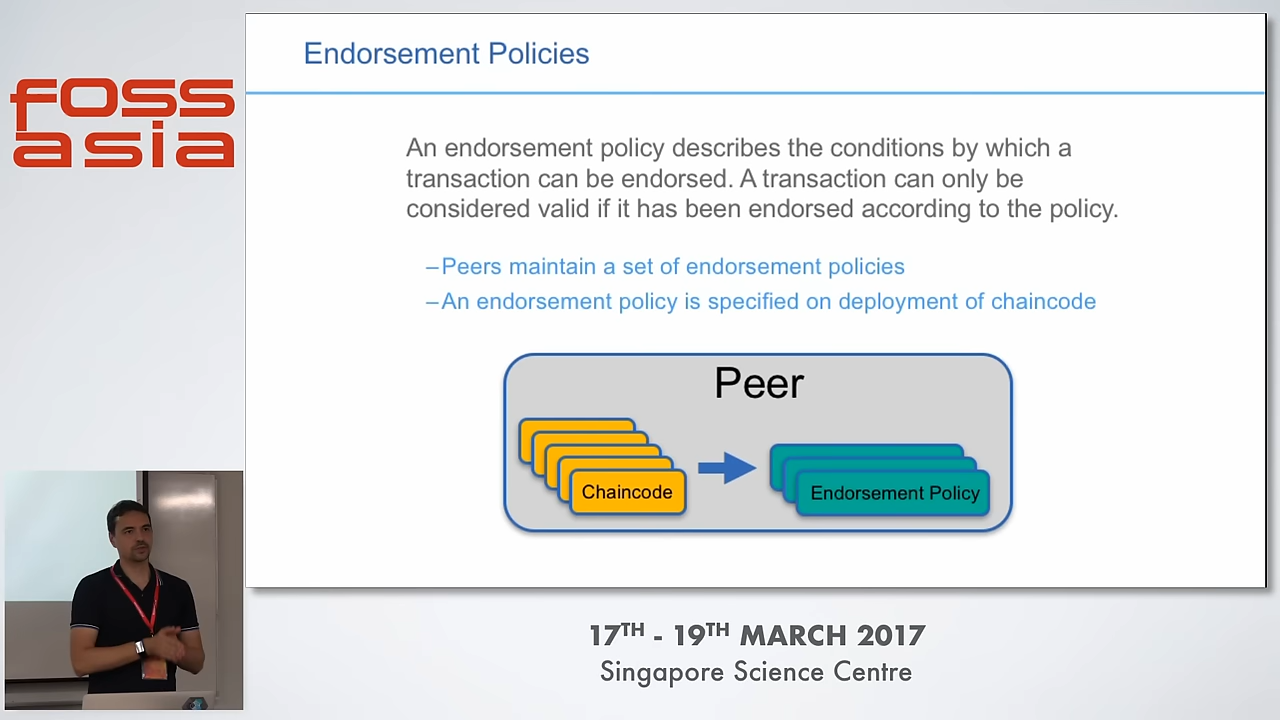 foss
asia
Endorsement Policies
An endorsement policy describes the conditions by which a
transaction can be endorsed. A transaction can only be
considered valid if it has been endorsed according to the policy.
–Peers maintain a set of endorsement policies
–An endorsement policy is specified on deployment of chaincode
Peer
Chaincode
Endorsement Policy
17TH - 19TH MARCH 2017
Singapore Science Centre